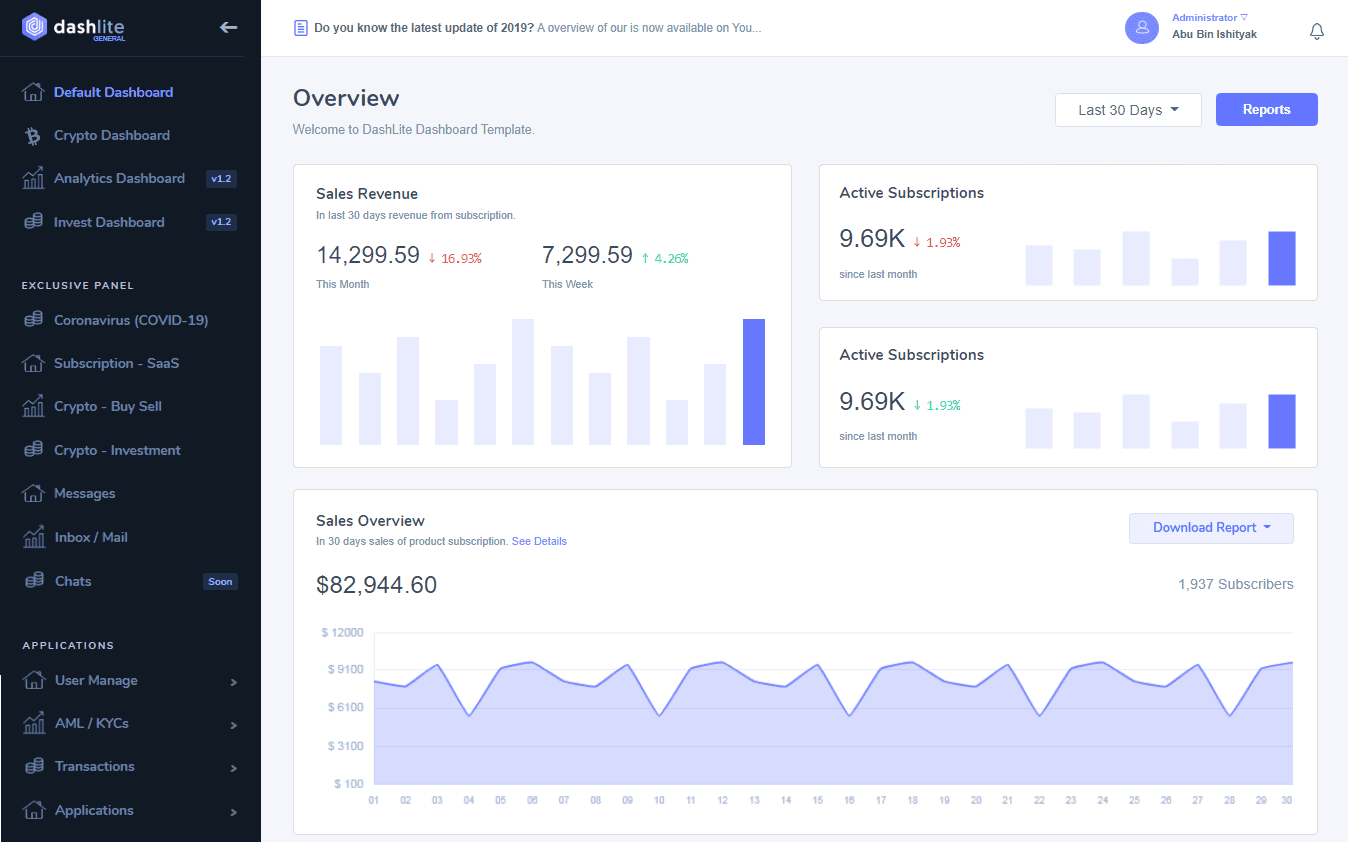 dashlite
GENERAL
Default Dashboard
Crypto Dashboard
Analytics Dashboard v1.2
Invest Dashboard v1.2
EXCLUSIVE PANEL
Coronavirus (COVID-19)
Subscription - SaaS
Crypto - Buy Sell
Crypto - Investment
Messages
Inbox / Mail
Chats Soon
APPLICATIONS
User Manage
AML / KYCs
Transactions
Applications
Do you know the latest update of 2019? A overview of our is now available on You...
Administrator
Abu Bin Ishityak
Overview
Welcome to DashLite Dashboard Template.
Last 30 Days
Reports
Sales Revenue
In last 30 days revenue from subscription.
14,299.59 ↓ 16.93% 7,299.59 ↑ 4.26%
This Month This Week
Active Subscriptions
9.69K ↓ 1.93%
since last month
Active Subscriptions
9.69K ↓ 1.93%
since last month
Sales Overview
In 30 days sales of product subscription. See Details
Download Report
$82,944.60
1,937 Subscribers
$ 12000
$ 9100
$ 6100
$ 3100
$ 100
01 02 03 04 05 06 07 08 09 10 11 12 13 14 15 16 17 18 19 20 21 22 23 24 25 26 27 28 29 30